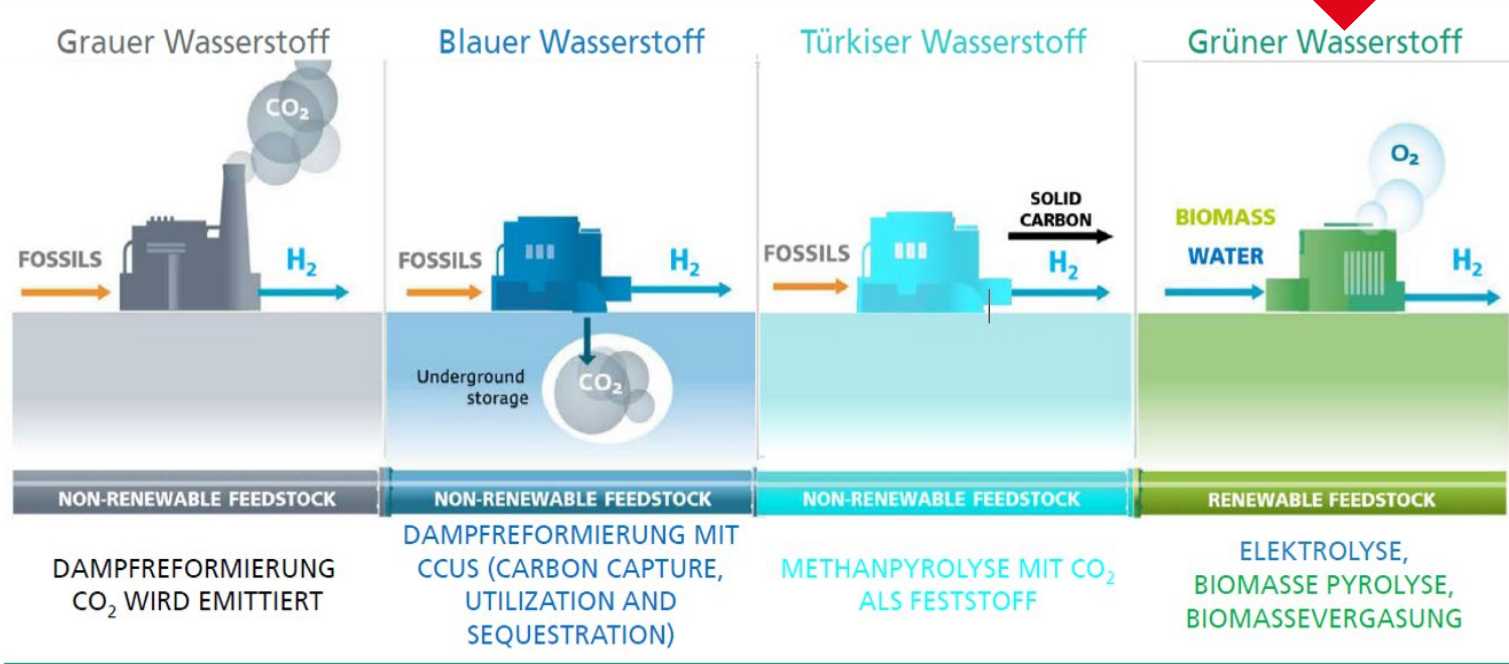 Grauer Wasserstoff
CO₂
FOSSILS
H₂
NON-RENEWABLE FEEDSTOCK
DAMPFREFORMIERUNG
CO₂ WIRD EMITTIERT
Blauer Wasserstoff
FOSSILS
H₂
Underground
storage
CO₂
NON-RENEWABLE FEEDSTOCK
DAMPFREFORMIERUNG MIT
CCUS (CARBON CAPTURE,
UTILIZATION AND
SEQUESTRATION)
Türkiser Wasserstoff
SOLID
CARBON
FOSSILS
H₂
NON-RENEWABLE FEEDSTOCK
METHANPYROLYSE MIT CO₂
ALS FESTSTOFF
Grüner Wasserstoff
O₂
BIOMASS
WATER
H₂
RENEWABLE FEEDSTOCK
ELEKTROLYSE,
BIOMASSE PYROLYSE,
BIOMASSEVERGASUNG